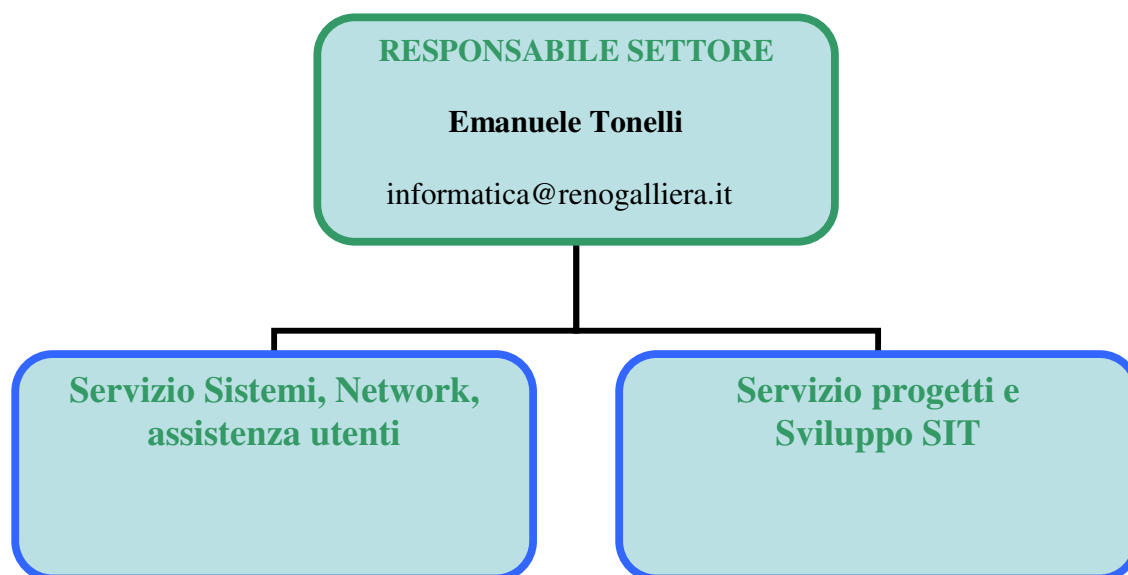 RESPONSABILE SETTORE
Emanuele Tonelli
informatica@renogalliera.it
Servizio Sistemi, Network,
assistenza utenti
Servizio progetti e
Sviluppo SIT